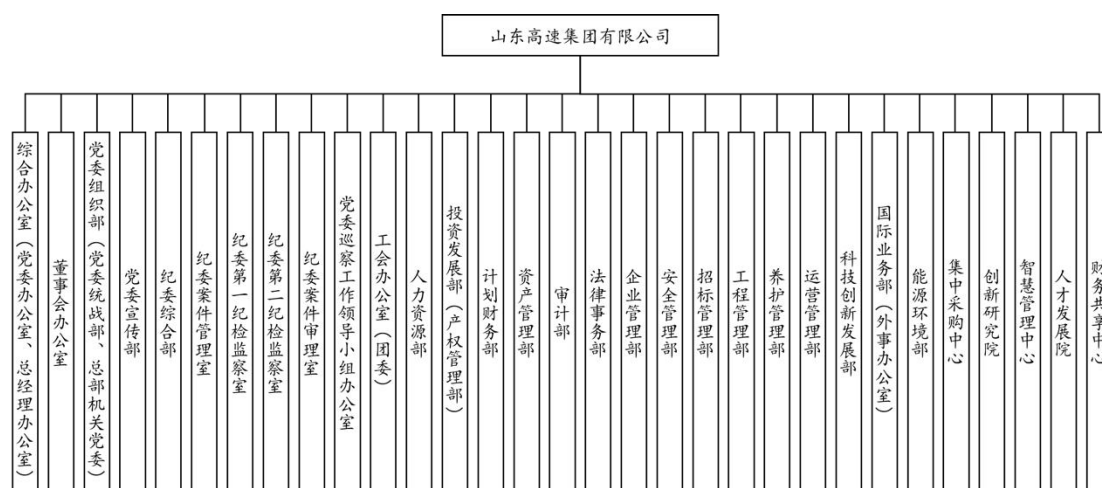 山东高速集团有限公司
综合办公室（党委办公室、总经理办公室）
董事会办公室
党委组织部（党委统战部、总部机关党委）
党委宣传部
纪委综合部
纪委案件管理室
纪委第一纪检监察室
纪委第二纪检监察室
纪委案件审理室
党委巡察工作领导小组办公室
工会办公室（团委）
人力资源部
投资发展部（产权管理部）
计划财务部
资产管理部
审计部
法律事务部
企业管理部
安全管理部
招标管理部
工程管理部
养护管理部
运营管理部
科技创新发展部
国际业务部（外事办公室）
能源环境部
集中采购中心
创新研究院
智慧管理中心
人才发展院
财务共享中心